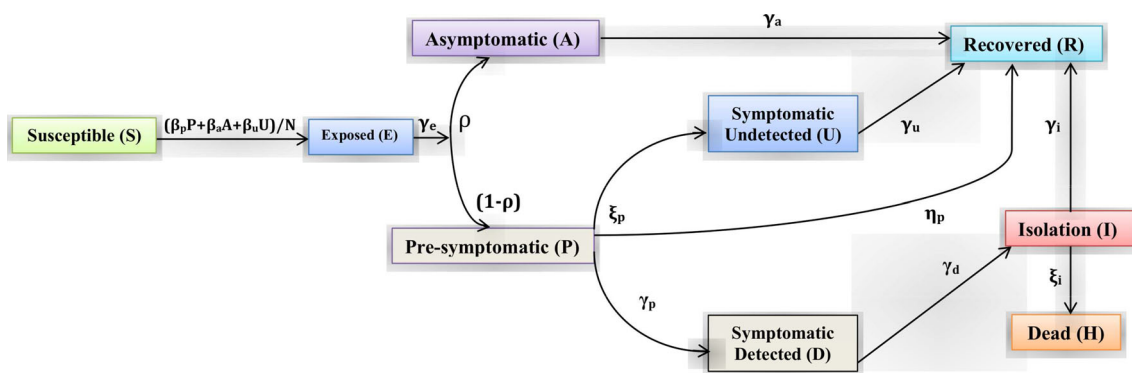 Asymptomatic (A)
γa
Recovered (R)
Susceptible (S)
(βpP+βaA+βuU)/N
Exposed (E)
γe
ρ
Symptomatic
Undetected (U)
γu
γi
(1-ρ)
Pre-symptomatic (P)
ξp
ηp
Isolation (I)
γp
γd
ξi
Symptomatic
Detected (D)
Dead (H)